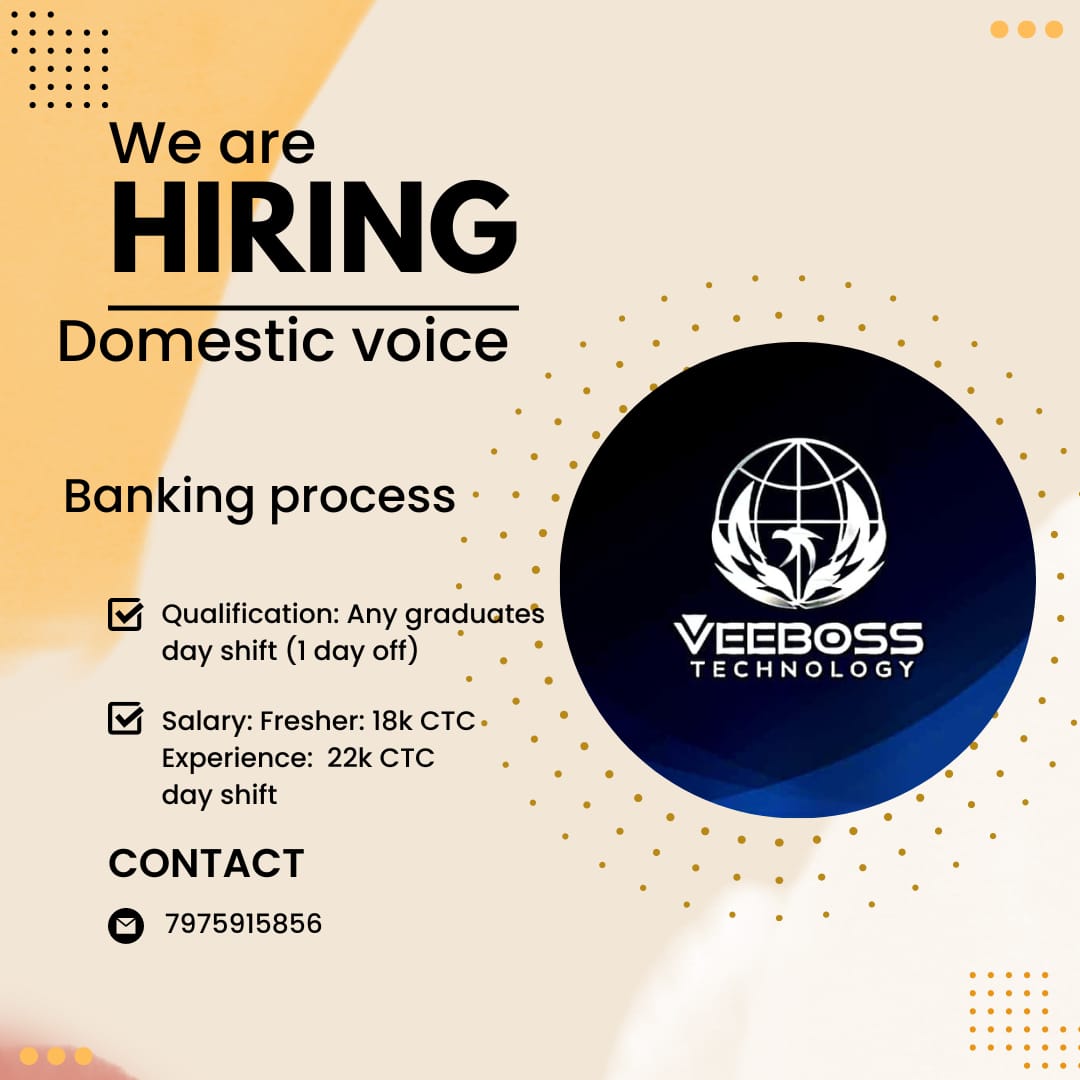 We are
HIRING
Domestic voice
Banking process
Qualification: Any graduates
day shift (1 day off)
Salary: Fresher: 18k CTC
Experience: 22k CTC
day shift
CONTACT
7975915856
VEEBOSS
TECHNOLOGY